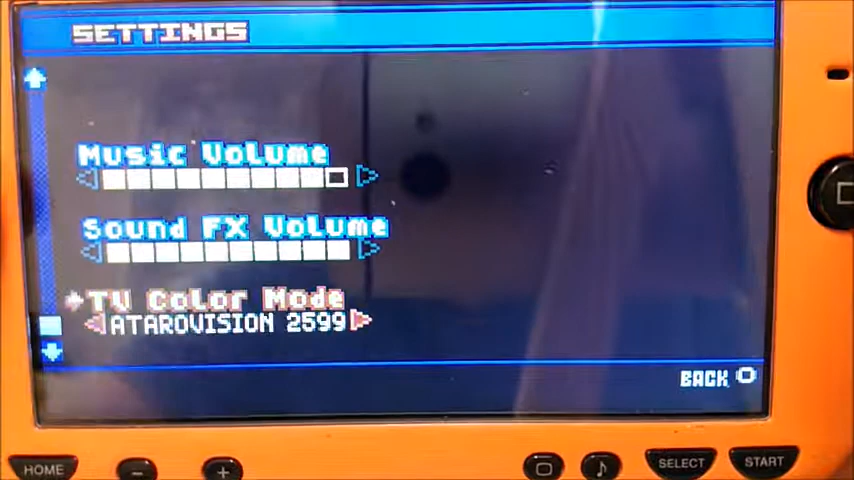 SETTINGS
Music Volume
Sound FX Volume
TV Color Mode
ATAROVISION 2599
BACK
HOME
SELECT
START